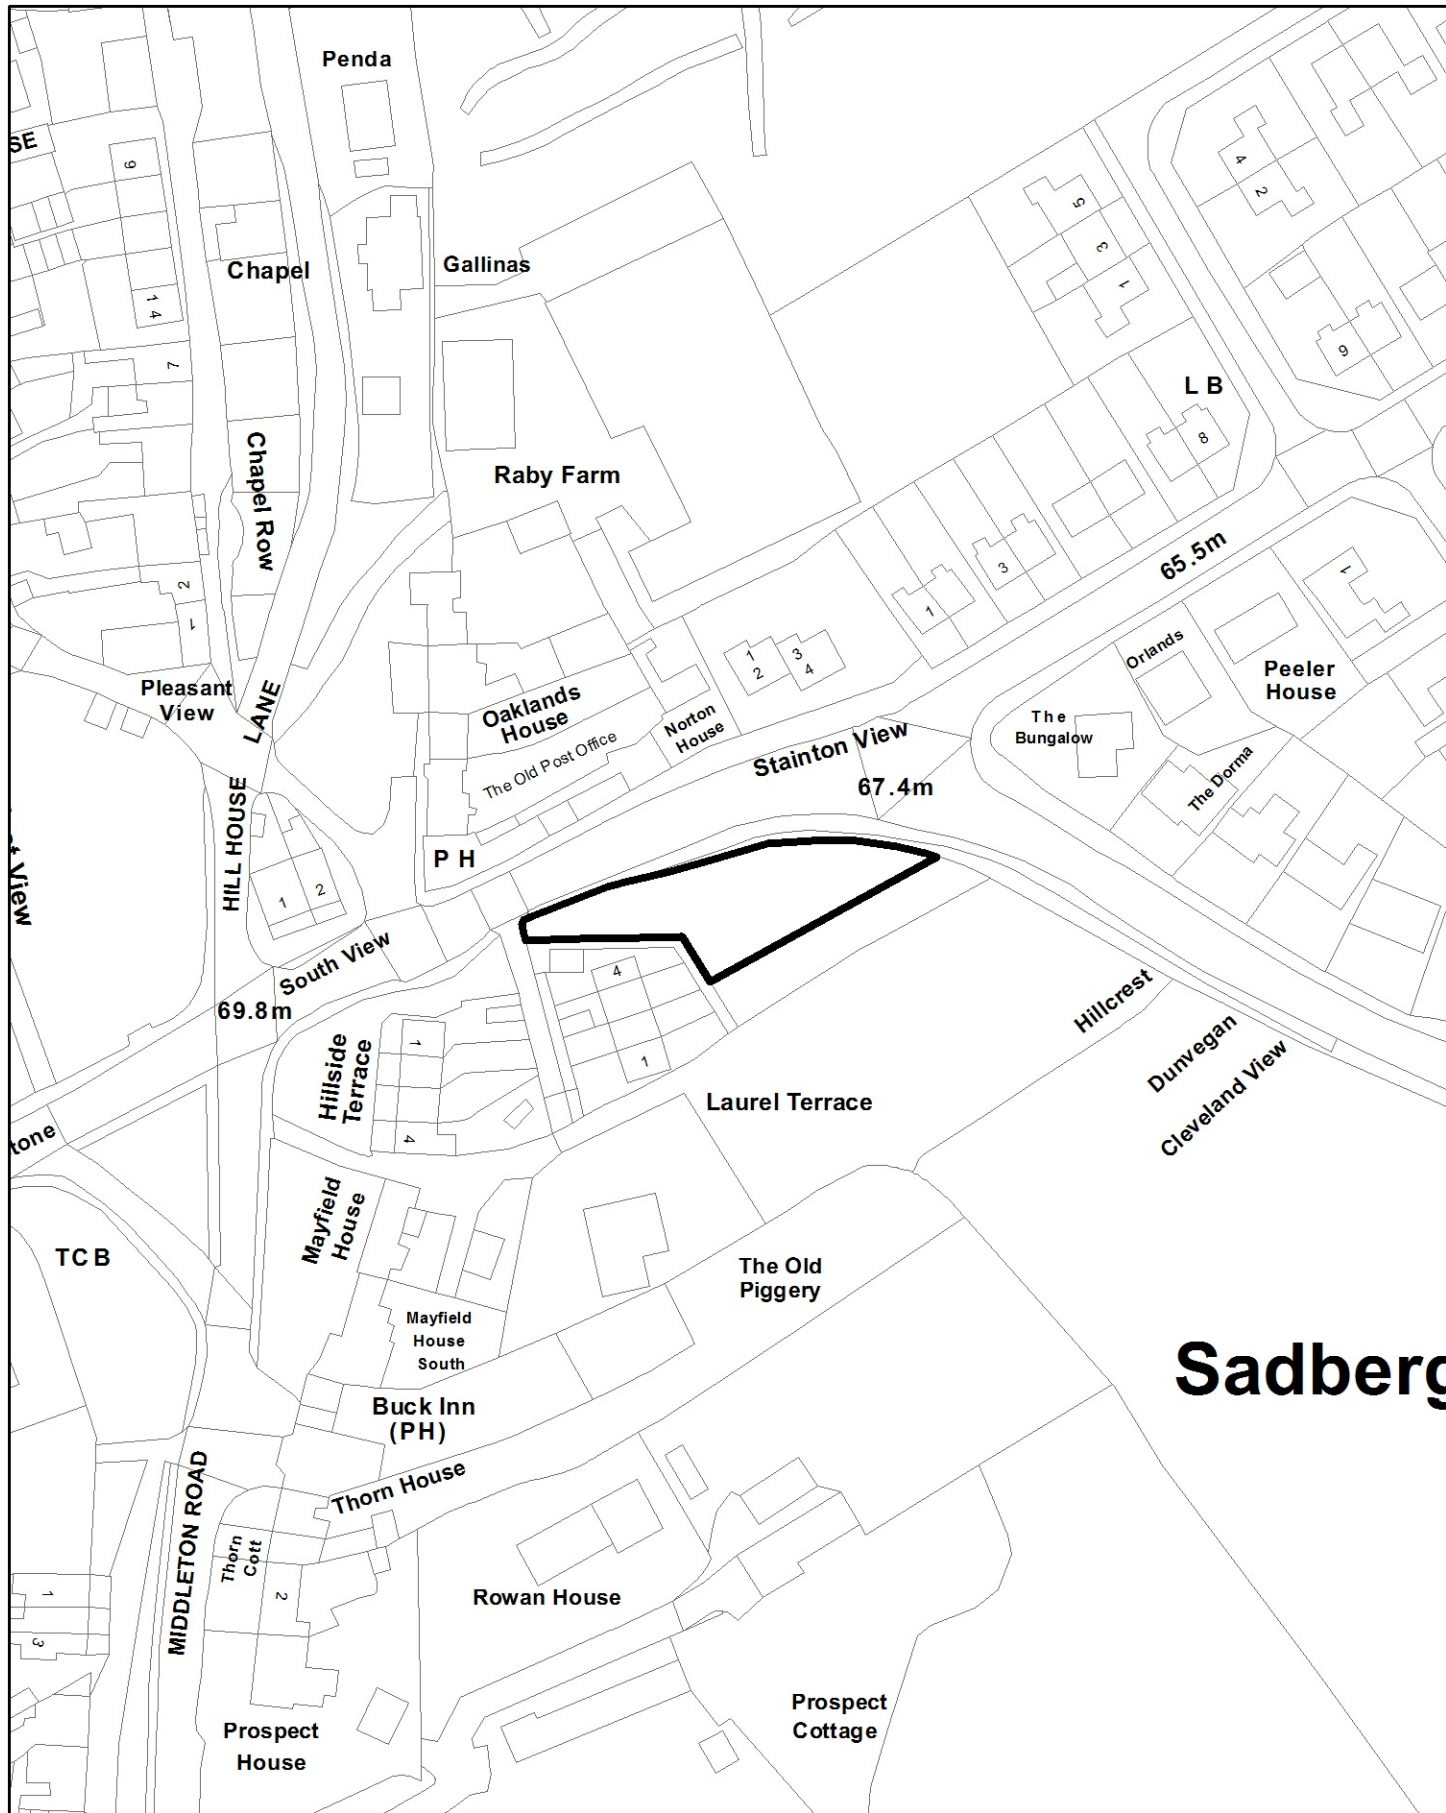 Penda
SE
9
4
2
5
3
1
Gallinas
Chapel
1
4
9
7
L B
8
Chapel Row
Raby Farm
65.5m
3
1
1
2
1
Orlands
1
2
3
4
Peeler
House
Pleasant
View
LANE
Oaklands
House
Norton
House
The
Bungalow
Stainton View
The Old Post Office
67.4m
The Dorma
HILL HOUSE
P H
View
1
2
South View
4
69.8m
Hillcrest
Hillside
Terrace
1
1
Dunvegan
Cleveland View
Laurel Terrace
tone
4
Mayfield
House
TCB
The Old
Piggery
Mayfield
House
South
Sadberg
Buck Inn
(PH)
Thorn House
MIDDLETON ROAD
Thorn
Cott
2
1
Rowan House
3
Prospect
Cottage
Prospect
House